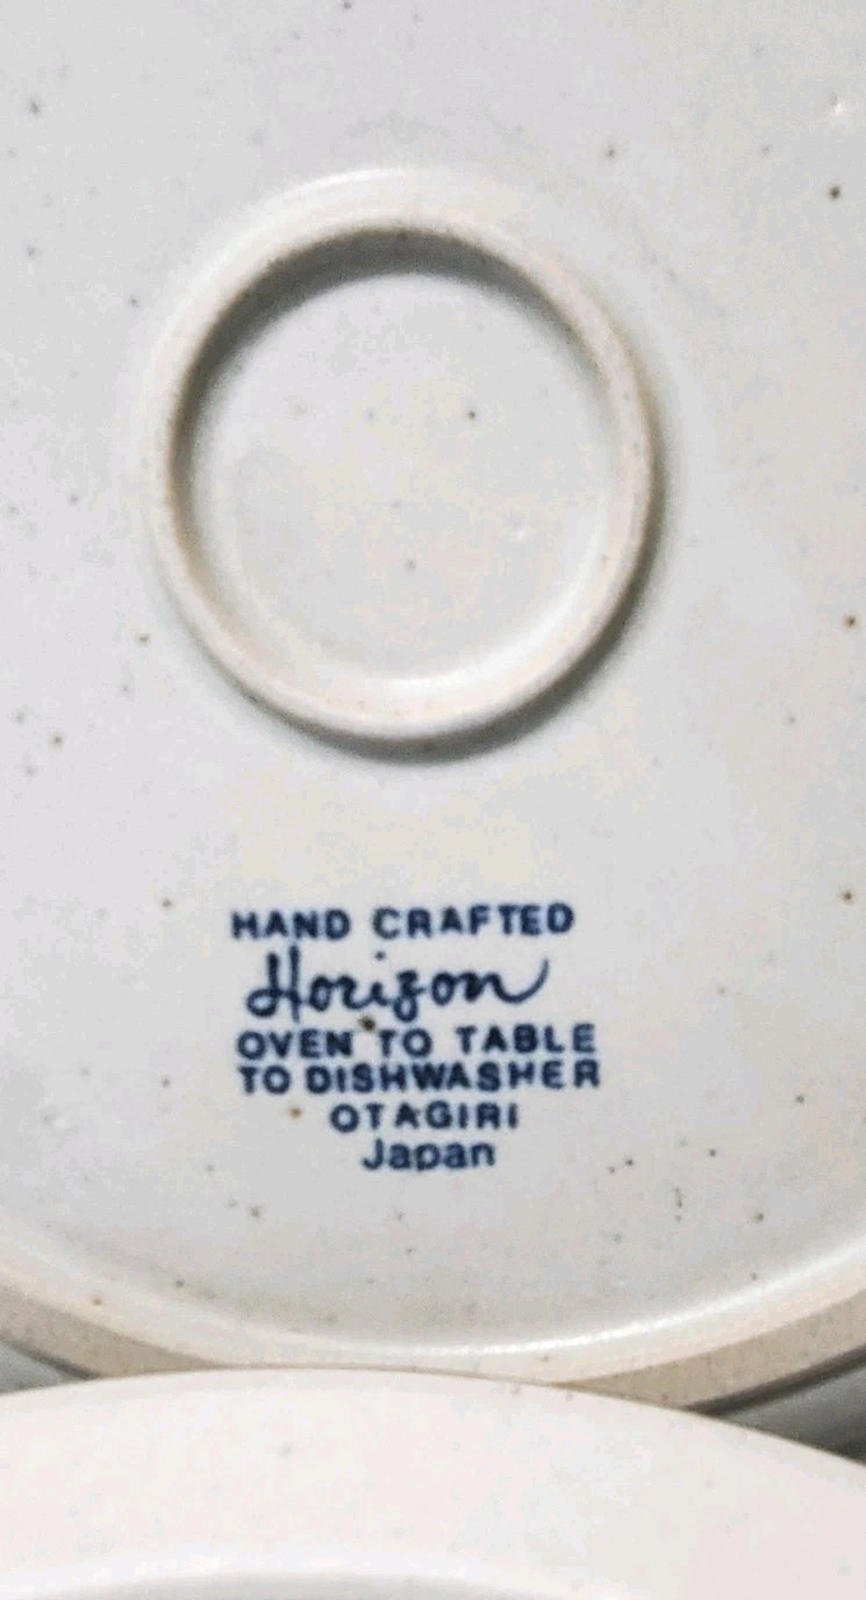 HAND CRAFTED
Horizon
OVEN TO TABLE
TO DISHWASHER
OTAGIRI
Japan